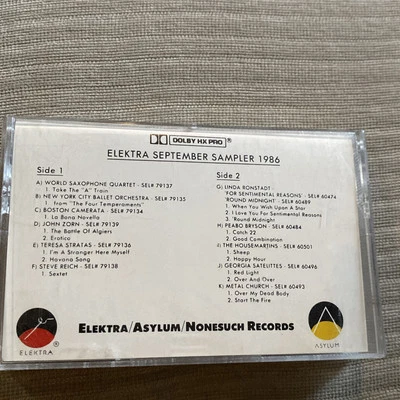 DOLBY HX PRO®
ELEKTRA SEPTEMBER SAMPLER 1986
Side 1
A) WORLD SAXOPHONE QUARTET - SEL# 79137
1. Take The "A" Train
B) NEW YORK CITY BALLET ORCHESTRA - SEL# 79135
1. from "The Four Temperaments"
C) BOSTON CAMERATA - SEL# 79134
1. La Bona Novella
D) JOHN ZORN - SEL# 79139
1. The Battle Of Algiers
2. Erotico
E) TERESA STRATAS - SEL# 79136
1. I'm A Stranger Here Myself
2. Havana Song
F) STEVE REICH - SEL# 79138
1. Sextet
Side 2
G) LINDA RONSTADT -
'FOR SENTIMENTAL REASONS' - SEL# 60474
'ROUND MIDNIGHT' - SEL# 60489
1. When You Wish Upon A Star
2. I Love You For Sentimental Reasons
3. 'Round Midnight
H) PEABO BRYSON - SEL# 60484
1. Catch 22
2. Good Combination
I) THE HOUSEMARTINS - SEL# 60501
1. Sheep
2. Happy Hour
J) GEORGIA SATELITTES - SEL# 60496
1. Red Light
2. Over And Over
K) METAL CHURCH - SEL# 60493
1. Over My Dead Body
2. Start The Fire
ELEKTRA/ASYLUM/NONESUCH RECORDS
ELEKTRA®
ASYLUM